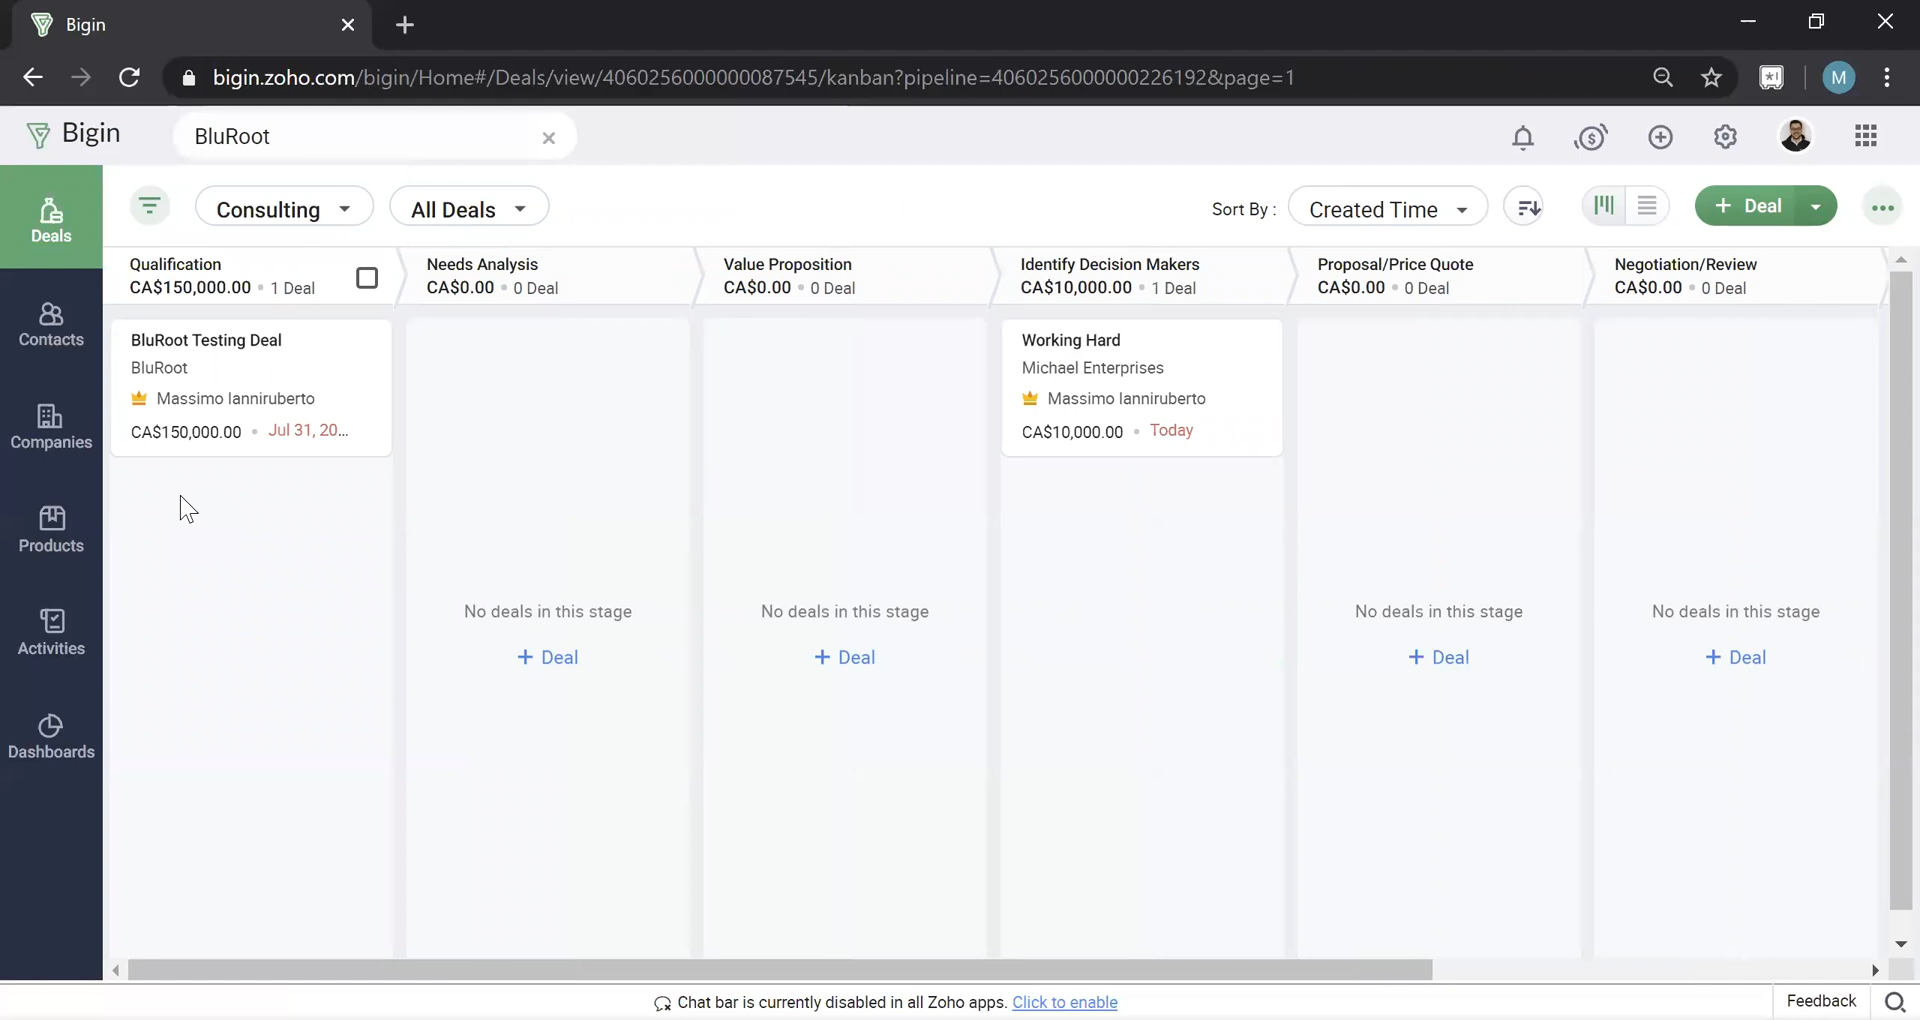 Bigin
bigin.zoho.com/bigin/Home#/Deals/view/4060256000000087545/kanban?pipeline=4060256000000226192&page=1
M
Bigin
BluRoot
Deals
Contacts
Companies
Products
Activities
Dashboards
Consulting
All Deals
Sort By :
Created Time
+ Deal
Qualification
CA$150,000.00 • 1 Deal
Needs Analysis
CA$0.00 • 0 Deal
Value Proposition
CA$0.00 • 0 Deal
Identify Decision Makers
CA$10,000.00 • 1 Deal
Proposal/Price Quote
CA$0.00 • 0 Deal
Negotiation/Review
CA$0.00 • 0 Deal
BluRoot Testing Deal
BluRoot
Massimo Ianniruberto
CA$150,000.00 • Jul 31, 20...
Working Hard
Michael Enterprises
Massimo Ianniruberto
CA$10,000.00 • Today
No deals in this stage
+ Deal
No deals in this stage
+ Deal
No deals in this stage
+ Deal
No deals in this stage
+ Deal
Chat bar is currently disabled in all Zoho apps. Click to enable
Feedback